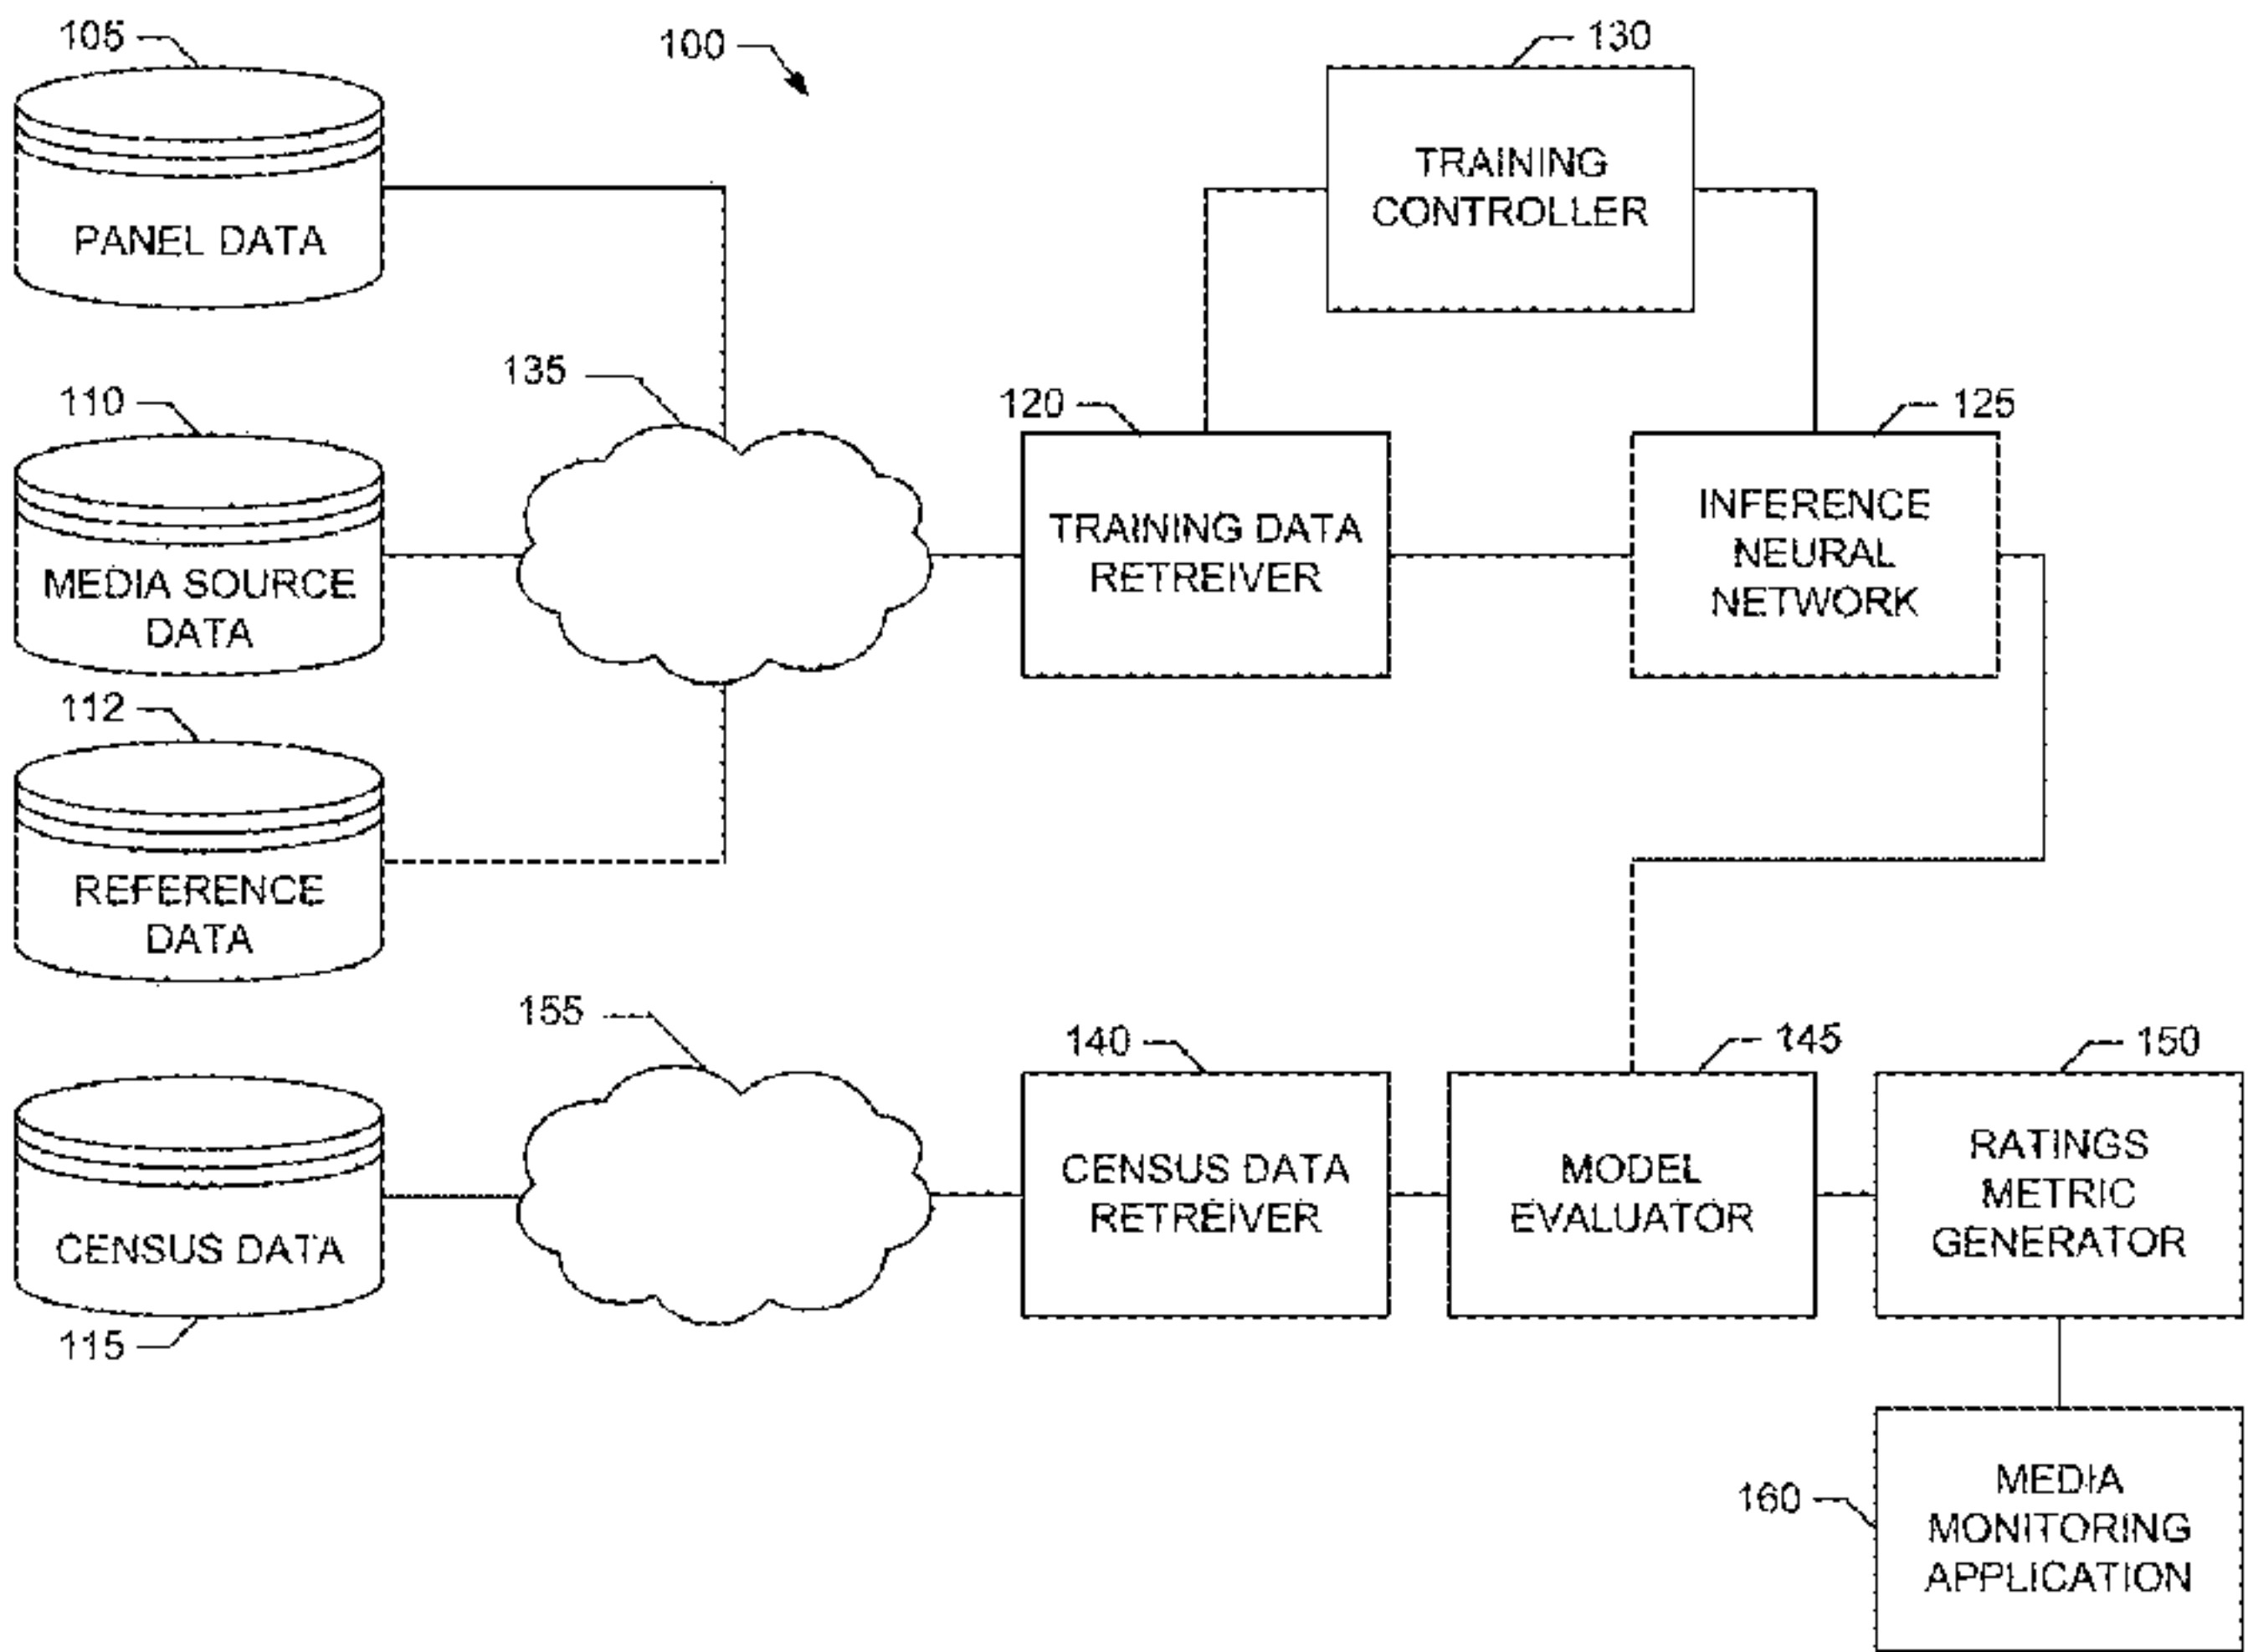 105
100
130
PANEL DATA
TRAINING
CONTROLLER
135
110
120
125
MEDIA SOURCE
DATA
TRAINING DATA
RETREIVER
INFERENCE
NEURAL
NETWORK
112
REFERENCE
DATA
155
140
145
150
CENSUS DATA
115
CENSUS DATA
RETREIVER
MODEL
EVALUATOR
RATINGS
METRIC
GENERATOR
160
MEDIA
MONITORING
APPLICATION